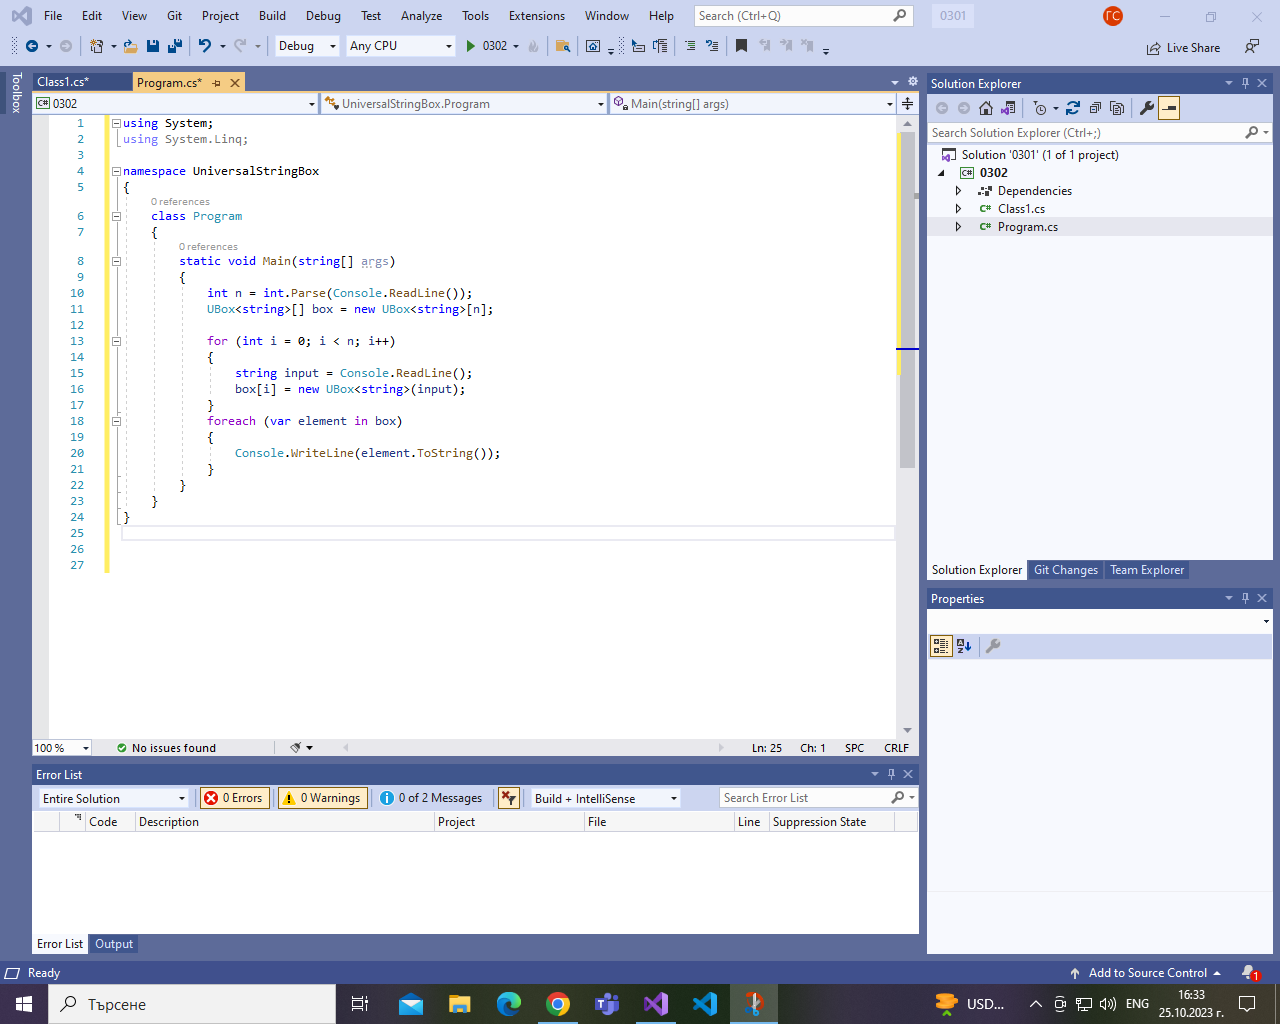 File Edit View Git Project Build Debug Test Analyze Tools Extensions Window Help Search (Ctrl+Q) 0301 ГС
Debug Any CPU 0302 Live Share
Toolbox
Class1.cs* Program.cs*
C# 0302 UniversalStringBox.Program Main(string[] args)
1 using System;
2 using System.Linq;
3
4 namespace UniversalStringBox
5 {
0 references
6 class Program
7 {
0 references
8 static void Main(string[] args)
9 {
10 int n = int.Parse(Console.ReadLine());
11 UBox<string>[] box = new UBox<string>[n];
12
13 for (int i = 0; i < n; i++)
14 {
15 string input = Console.ReadLine();
16 box[i] = new UBox<string>(input);
17 }
18 foreach (var element in box)
19 {
20 Console.WriteLine(element.ToString());
21 }
22 }
23 }
24 }
25
26
27
100 % No issues found Ln: 25 Ch: 1 SPC CRLF
Solution Explorer
Search Solution Explorer (Ctrl+;)
Solution '0301' (1 of 1 project)
C# 0302
Dependencies
C# Class1.cs
C# Program.cs
Solution Explorer Git Changes Team Explorer
Properties
Error List
Entire Solution 0 Errors 0 Warnings 0 of 2 Messages Build + IntelliSense Search Error List
Code Description Project File Line Suppression State
Error List Output
Ready Add to Source Control 1
Търсене USD... ENG 16:33
25.10.2023 г.